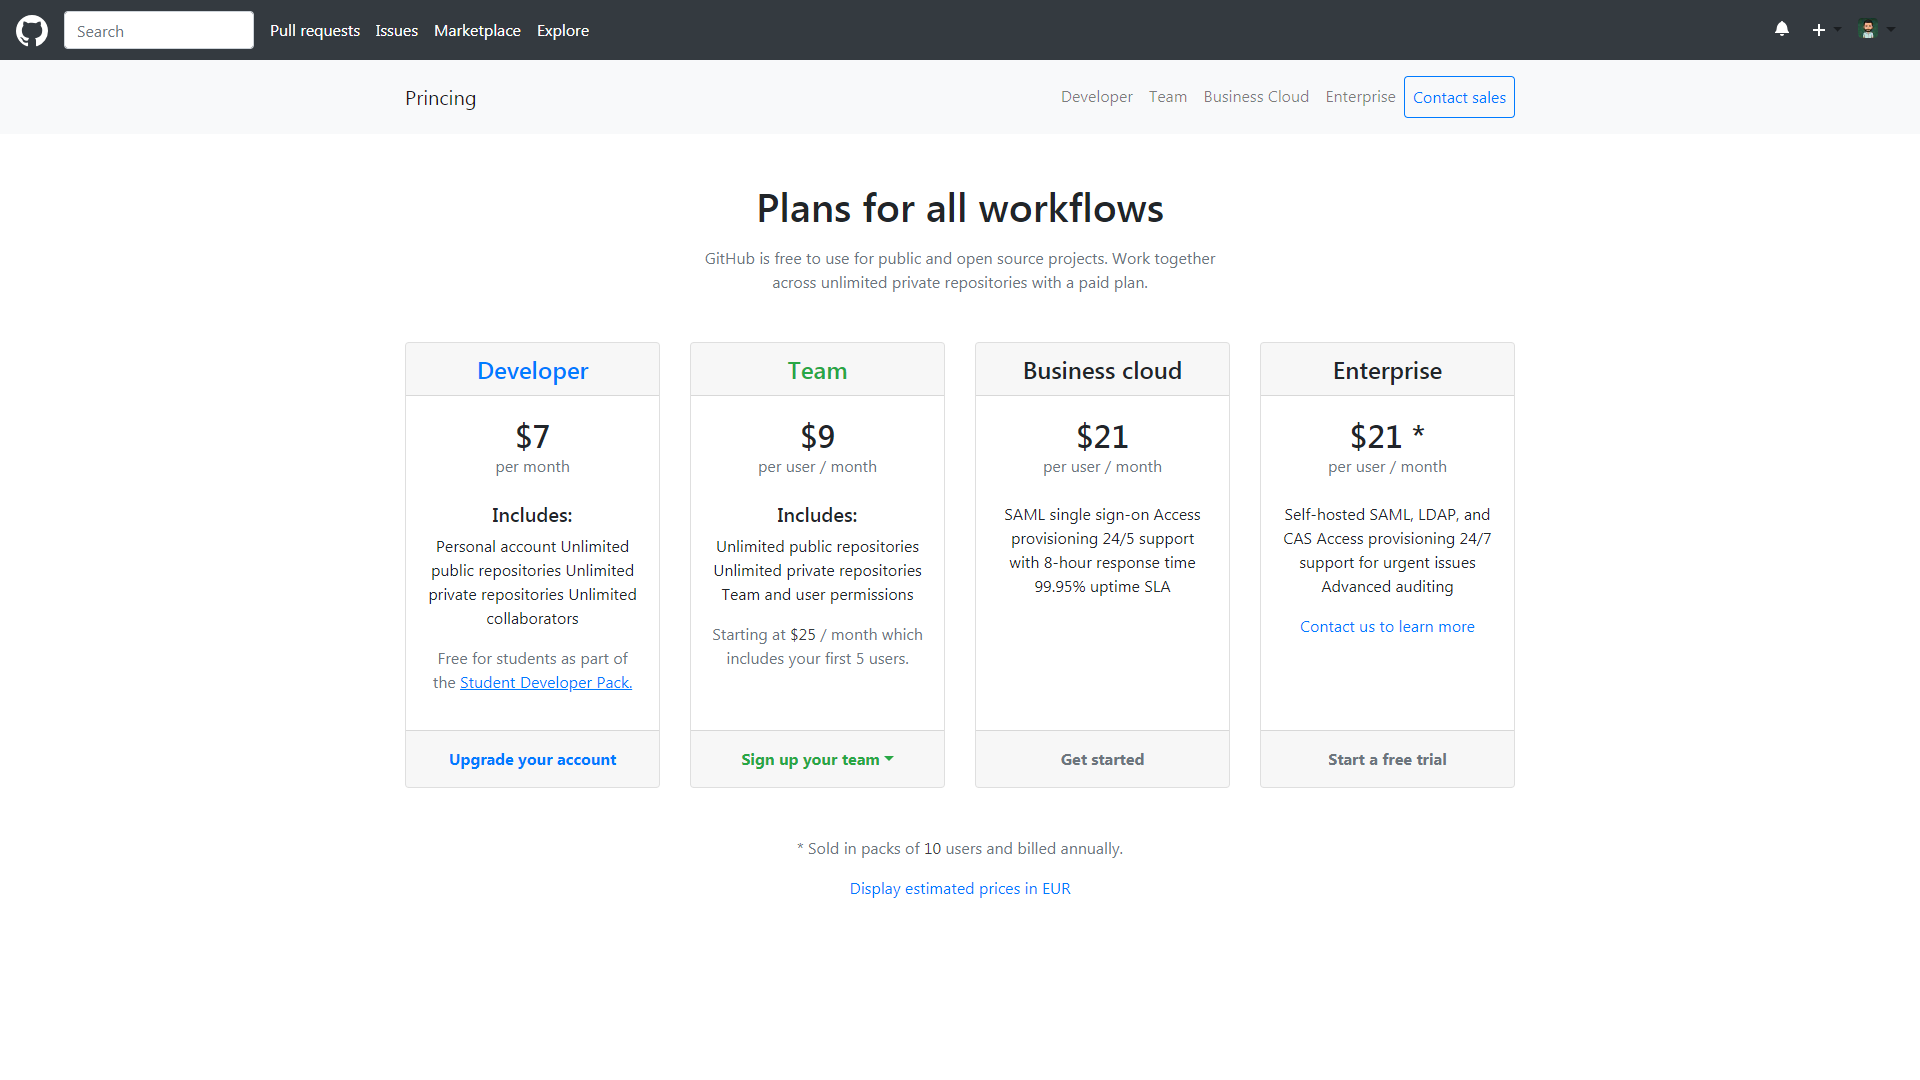 Search
Pull requests
Issues
Marketplace
Explore
Princing
Developer
Team
Business Cloud
Enterprise
Contact sales
Plans for all workflows
GitHub is free to use for public and open source projects. Work together
across unlimited private repositories with a paid plan.
Developer
$7
per month
Includes:
Personal account Unlimited
public repositories Unlimited
private repositories Unlimited
collaborators
Free for students as part of
the Student Developer Pack.
Upgrade your account
Team
$9
per user / month
Includes:
Unlimited public repositories
Unlimited private repositories
Team and user permissions
Starting at $25 / month which
includes your first 5 users.
Sign up your team
Business cloud
$21
per user / month
SAML single sign-on Access
provisioning 24/5 support
with 8-hour response time
99.95% uptime SLA
Get started
Enterprise
$21 *
per user / month
Self-hosted SAML, LDAP, and
CAS Access provisioning 24/7
support for urgent issues
Advanced auditing
Contact us to learn more
Start a free trial
* Sold in packs of 10 users and billed annually.
Display estimated prices in EUR